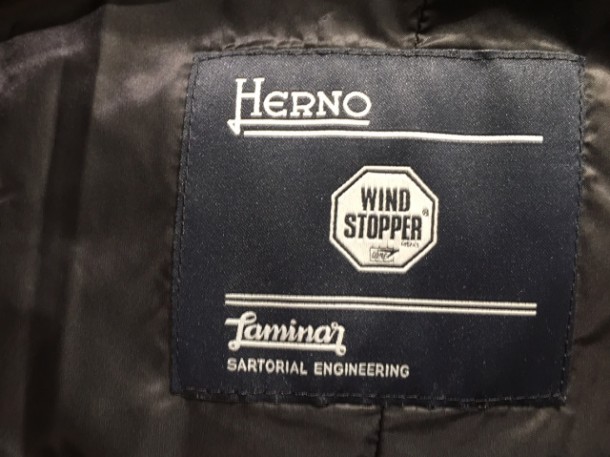 HERNO
WIND
STOPPER®
Laminar
SARTORIAL ENGINEERING